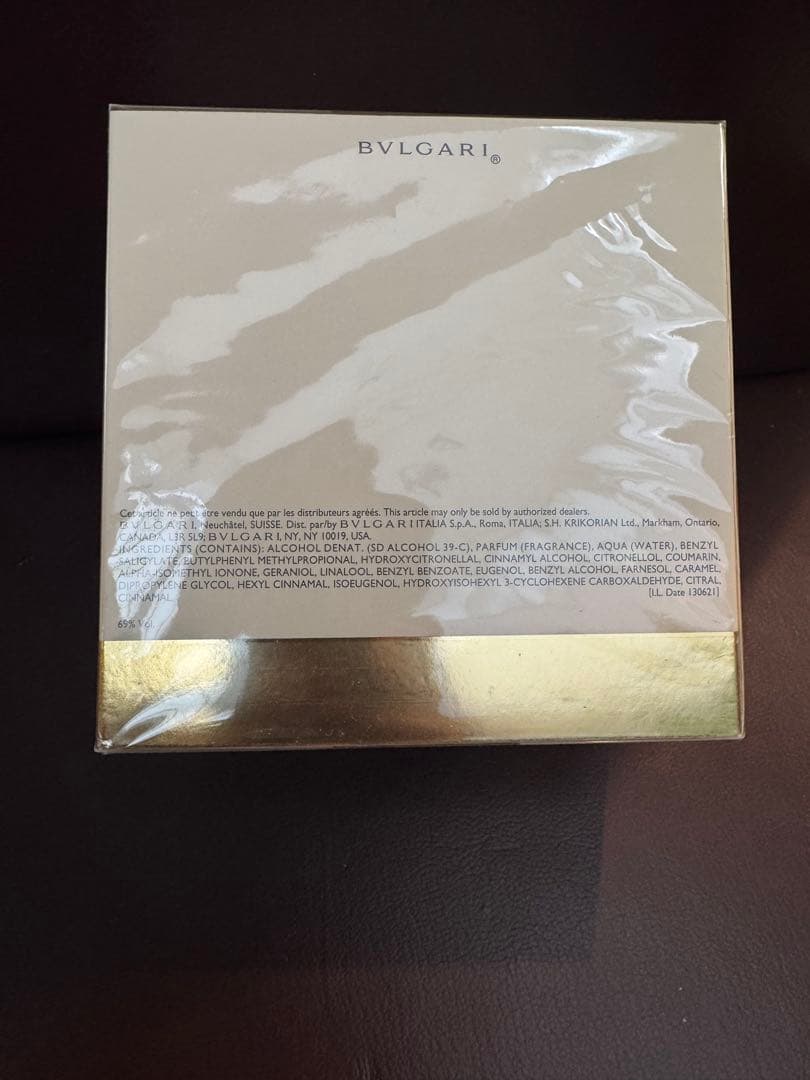 BVLGARI®
Cet article ne peut être vendu que par les distributeurs agréés. This article may only be sold by authorized dealers.
BVLGARI, Neuchâtel, SUISSE. Dist. par/by BVLGARI ITALIA S.p.A., Roma, ITALIA; S.H. KRIKORIAN Ltd., Markham, Ontario,
CANADA, L3R 5L9; BVLGARI, NY, NY 10019, USA.
INGREDIENTS (CONTAINS): ALCOHOL DENAT. (SD ALCOHOL 39-C), PARFUM (FRAGRANCE), AQUA (WATER), BENZYL
SALICYLATE, BUTYLPHENYL METHYLPROPIONAL, HYDROXYCITRONELLAL, CINNAMYL ALCOHOL, CITRONELLOL, COUMARIN,
ALPHA-ISOMETHYL IONONE, GERANIOL, LINALOOL, BENZYL BENZOATE, EUGENOL, BENZYL ALCOHOL, FARNESOL, CARAMEL,
DIPROPYLENE GLYCOL, HEXYL CINNAMAL, ISOEUGENOL, HYDROXYISOHEXYL 3-CYCLOHEXENE CARBOXALDEHYDE, CITRAL,
CINNAMAL. [I.L. Date 130621]
69% Vol.